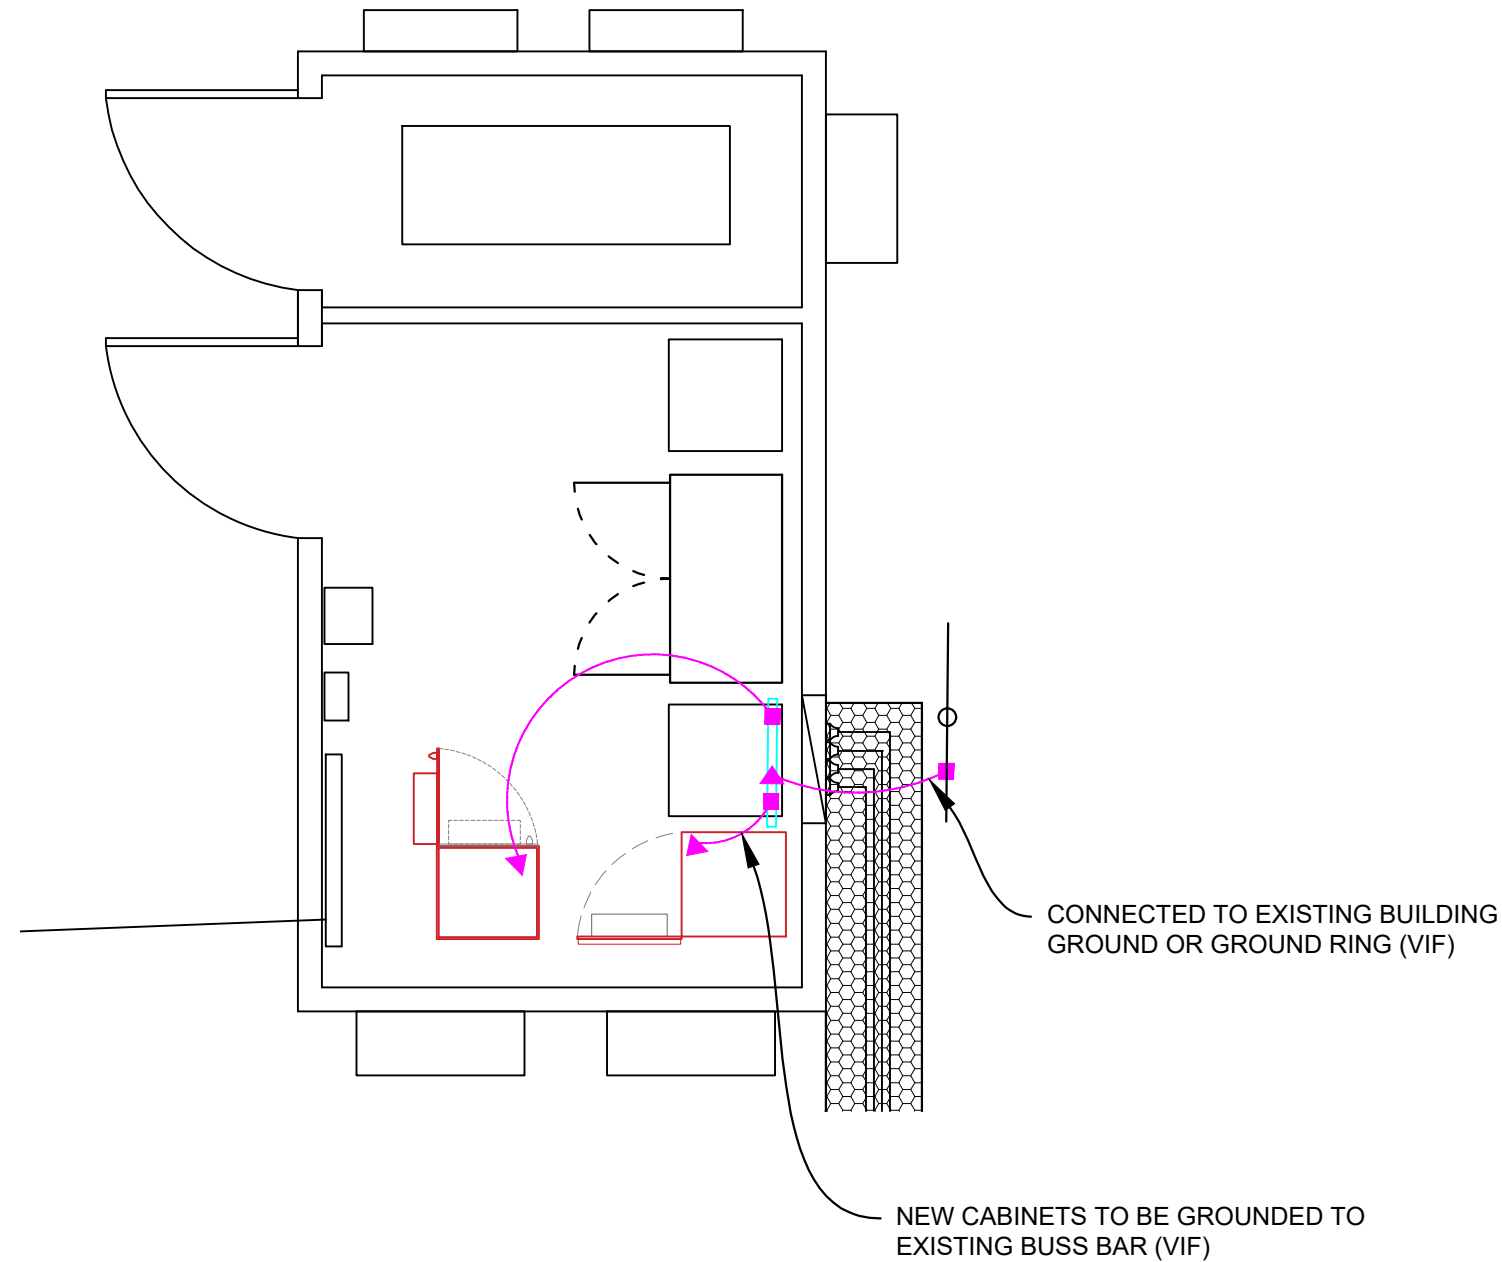 CONNECTED TO EXISTING BUILDING
GROUND OR GROUND RING (VIF)
NEW CABINETS TO BE GROUNDED TO
EXISTING BUSS BAR (VIF)